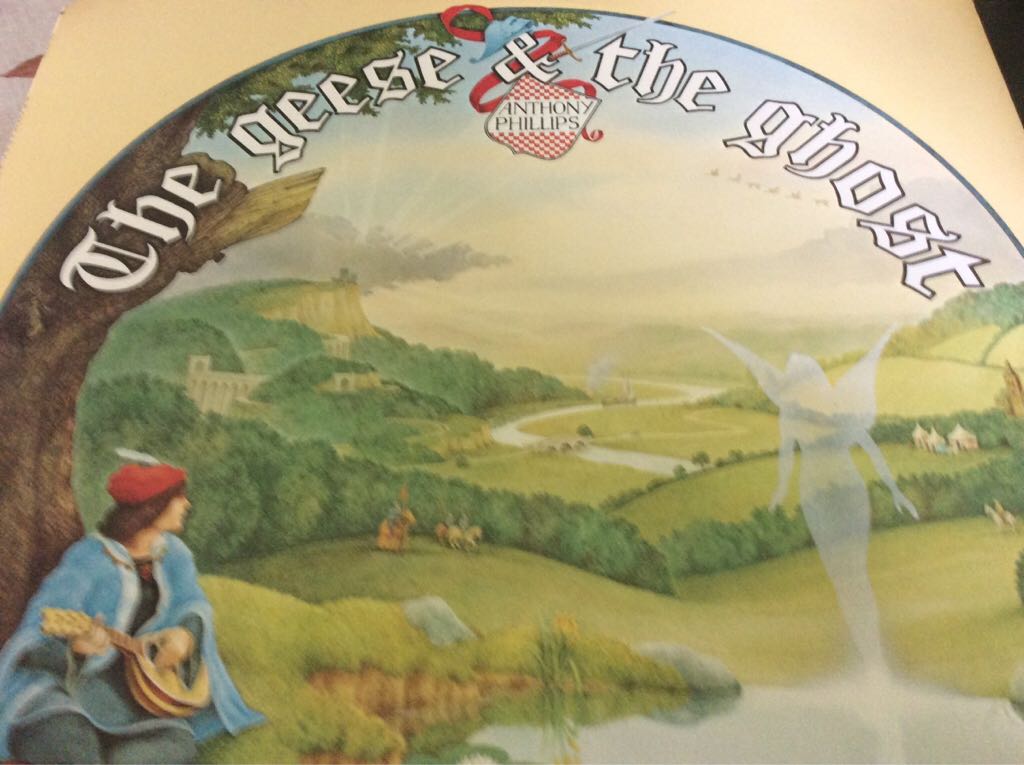 The geese & the ghost
ANTHONY
PHILLIPS